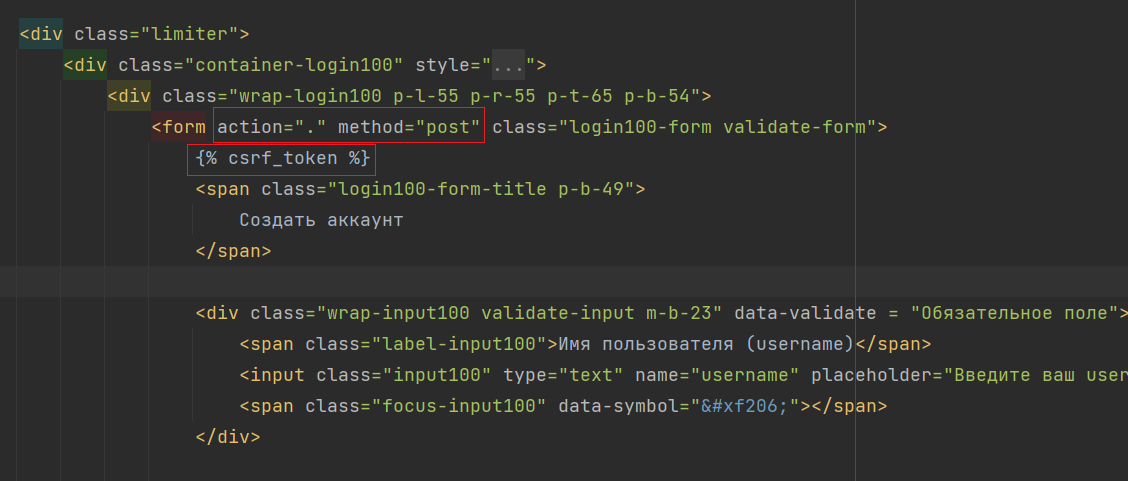 <div class="limiter">
<div class="container-login100" style="...">
<div class="wrap-login100 p-l-55 p-r-55 p-t-65 p-b-54">
<form action="." method="post" class="login100-form validate-form">
{% csrf_token %}
<span class="login100-form-title p-b-49">
Создать аккаунт
</span>
<div class="wrap-input100 validate-input m-b-23" data-validate = "Обязательное поле">
<span class="label-input100">Имя пользователя (username)</span>
<input class="input100" type="text" name="username" placeholder="Введите ваш user
<span class="focus-input100" data-symbol="&#xf206;"></span>
</div>